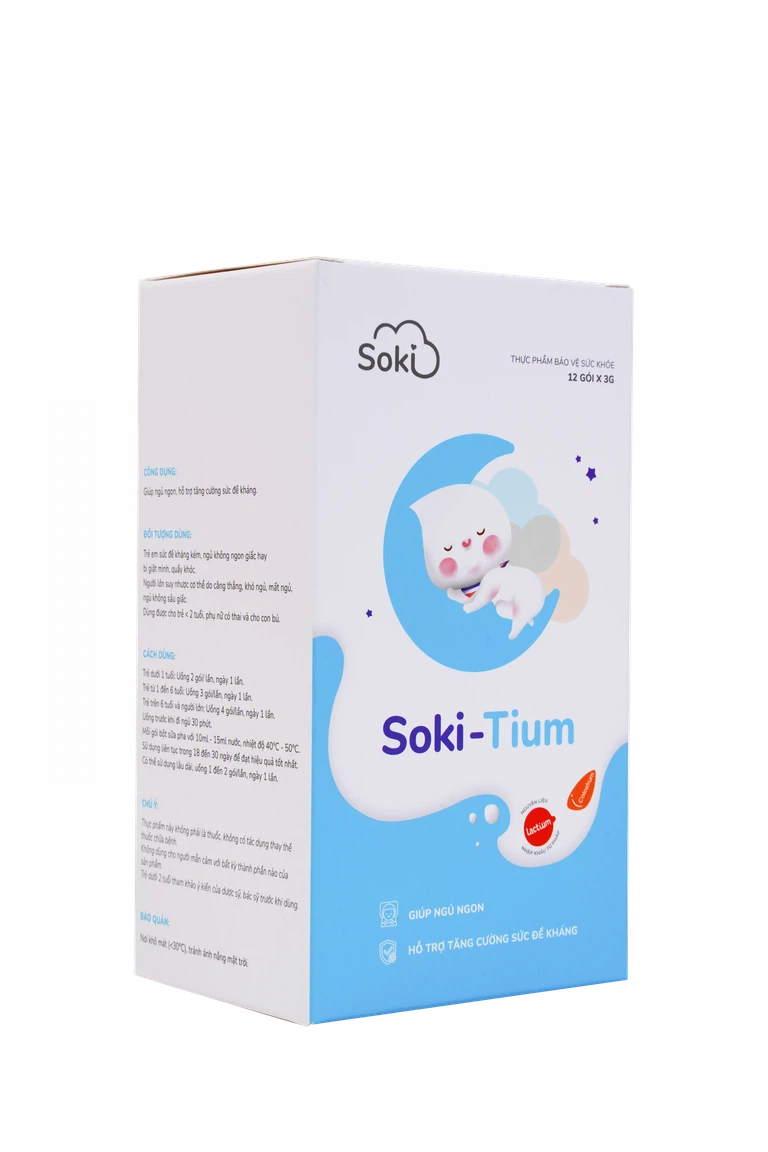 Soki
THỰC PHẨM BẢO VỆ SỨC KHỎE
12 GÓI X 3G
Soki-Tium
NGUYÊN LIỆU
Lactium
NHẬP KHẨU TỪ PHÁP
Colostrum
GIÚP NGỦ NGON
HỖ TRỢ TĂNG CƯỜNG SỨC ĐỀ KHÁNG
CÔNG DỤNG:
Giúp ngủ ngon, hỗ trợ tăng cường sức đề kháng.
ĐỐI TƯỢNG DÙNG:
Trẻ em sức đề kháng kém, ngủ không ngon giấc hay
bị giật mình, quấy khóc.
Người lớn suy nhược cơ thể do căng thẳng, khó ngủ, mất ngủ,
ngủ không sâu giấc.
Dùng được cho trẻ < 2 tuổi, phụ nữ có thai và cho con bú.
CÁCH DÙNG:
Trẻ dưới 1 tuổi: Uống 2 gói/ lần, ngày 1 lần.
Trẻ từ 1 đến 6 tuổi: Uống 3 gói/lần, ngày 1 lần.
Trẻ trên 6 tuổi và người lớn: Uống 4 gói/lần, ngày 1 lần.
Uống trước khi đi ngủ 30 phút.
Mỗi gói bột sữa pha với 10ml - 15ml nước, nhiệt độ 40°C - 50°C.
Sử dụng liên tục trong 18 đến 30 ngày để đạt hiệu quả tốt nhất.
Có thể sử dụng lâu dài, uống 1 đến 2 gói/lần, ngày 1 lần.
CHÚ Ý:
Thực phẩm này không phải là thuốc, không có tác dụng thay thế
thuốc chữa bệnh.
Không dùng cho người mẫn cảm với bất kỳ thành phần nào của
sản phẩm.
Trẻ dưới 2 tuổi tham khảo ý kiến của dược sỹ, bác sỹ trước khi dùng.
BẢO QUẢN:
Nơi khô mát (<30°C), tránh ánh nắng mặt trời.